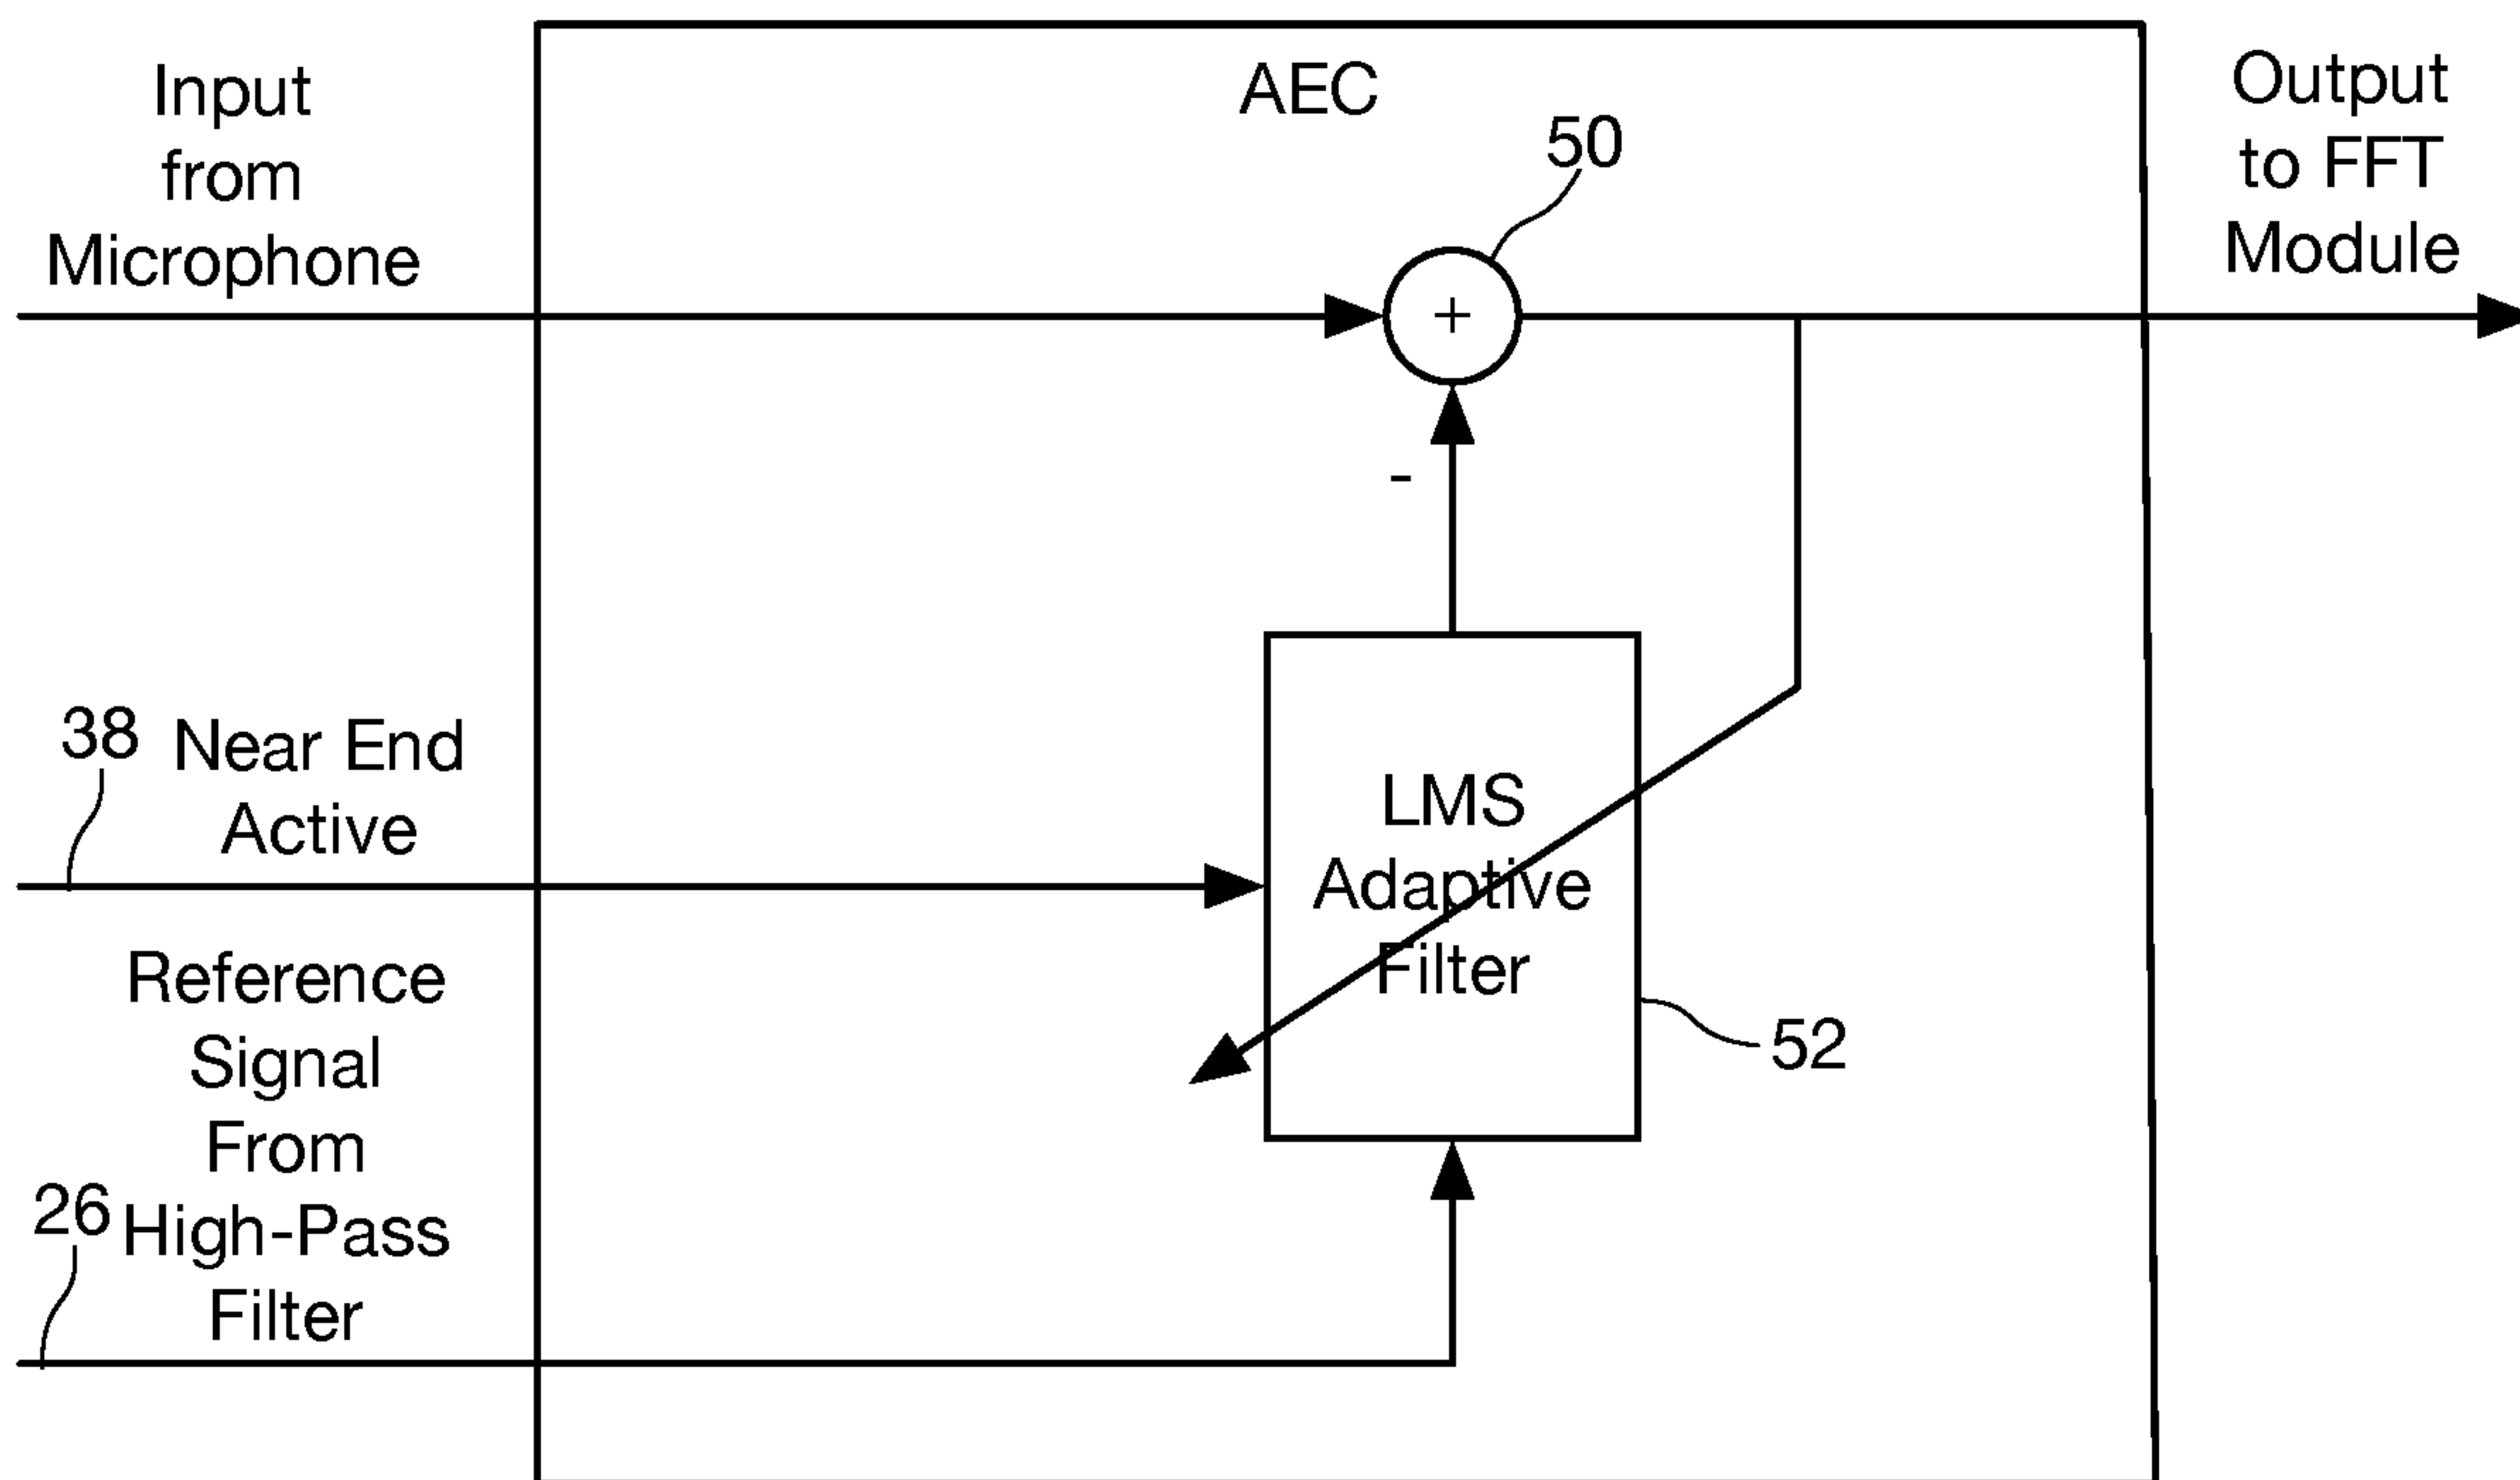 Input
from
Microphone
AEC
50
Output
to FFT
Module
+
-
38
Near End
Active
LMS
Adaptive
Filter
52
Reference
Signal
From
26
High-Pass
Filter